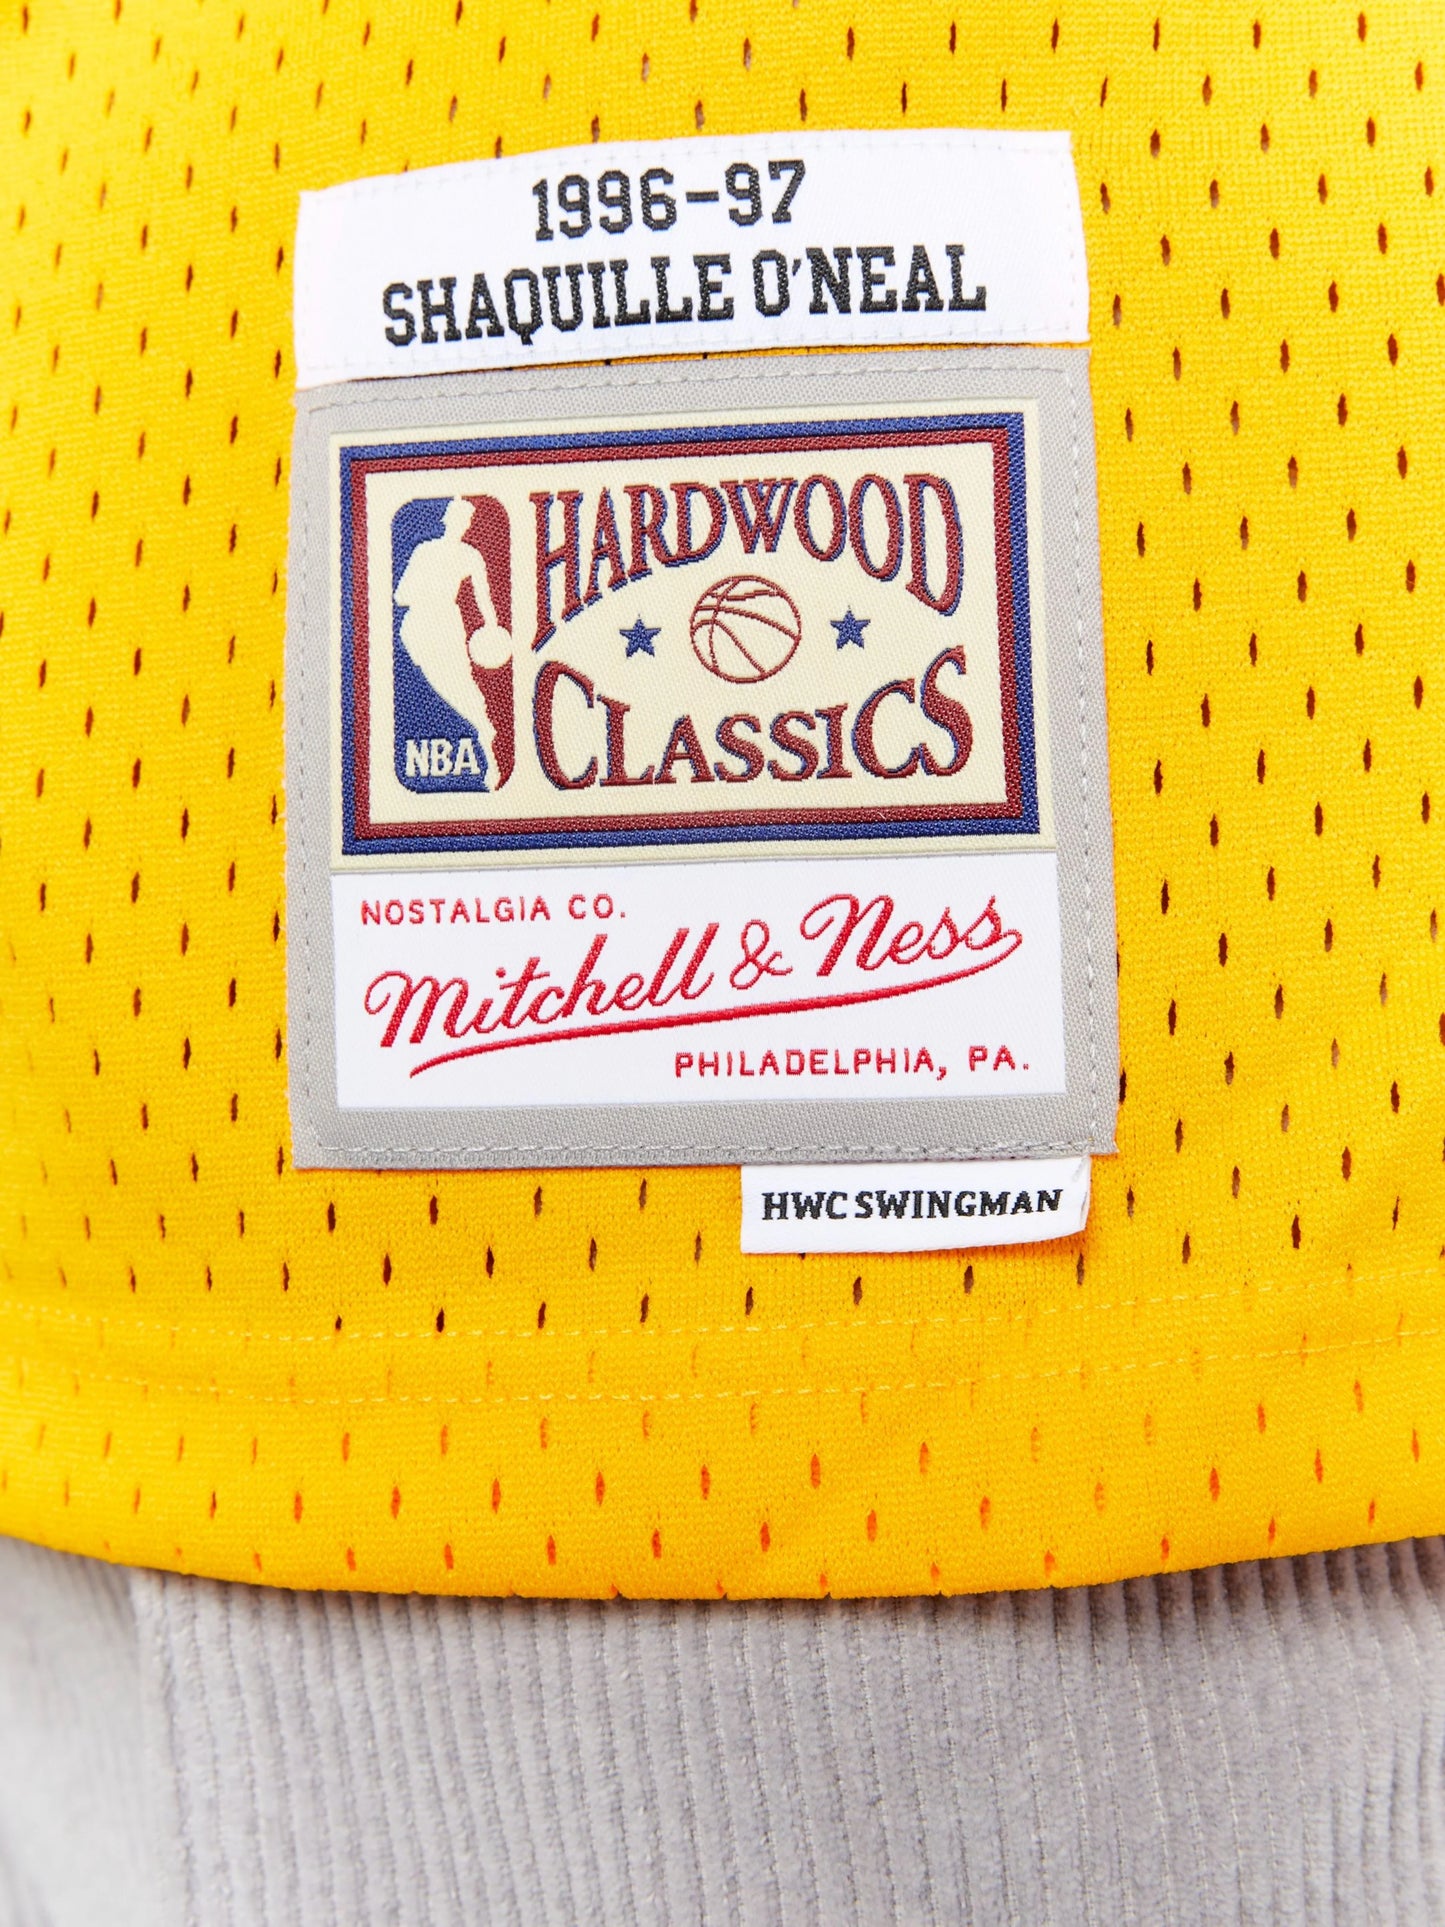 1996-97
SHAQUILLE O'NEAL
HARDWOOD
CLASSICS
NBA
NOSTALGIA CO.
Mitchell & Ness
PHILADELPHIA, PA.
HWC SWINGMAN